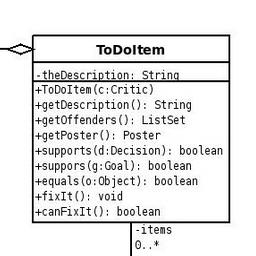 ToDoItem
-theDescription: String
+ToDoItem(c:Critic)
+getDescription(): String
+getOffenders(): ListSet
+getPoster(): Poster
+supports(d:Decision): boolean
+suppors(g:Goal): boolean
+equals(o:Object): boolean
+fixIt(): void
+canFixIt(): boolean
-items
0..*